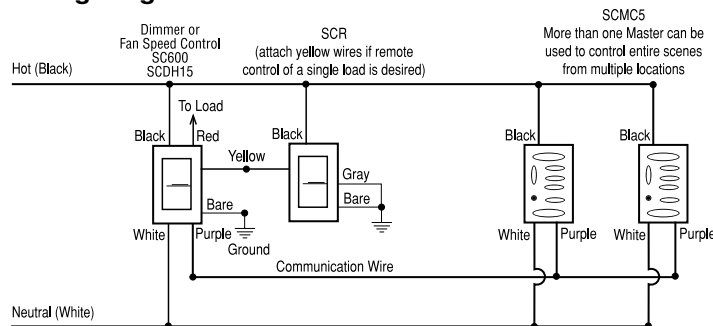 Dimmer or
Fan Speed Control
SC600
SCDH15
SCR
(attach yellow wires if remote
control of a single load is desired)
SCMC5
More than one Master can be
used to control entire scenes
from multiple locations
Hot (Black)
To Load
Black
Red
Black
Black
Black
Yellow
Gray
Bare
Bare
White
Purple
Ground
White
Purple
White
Purple
Communication Wire
Neutral (White)